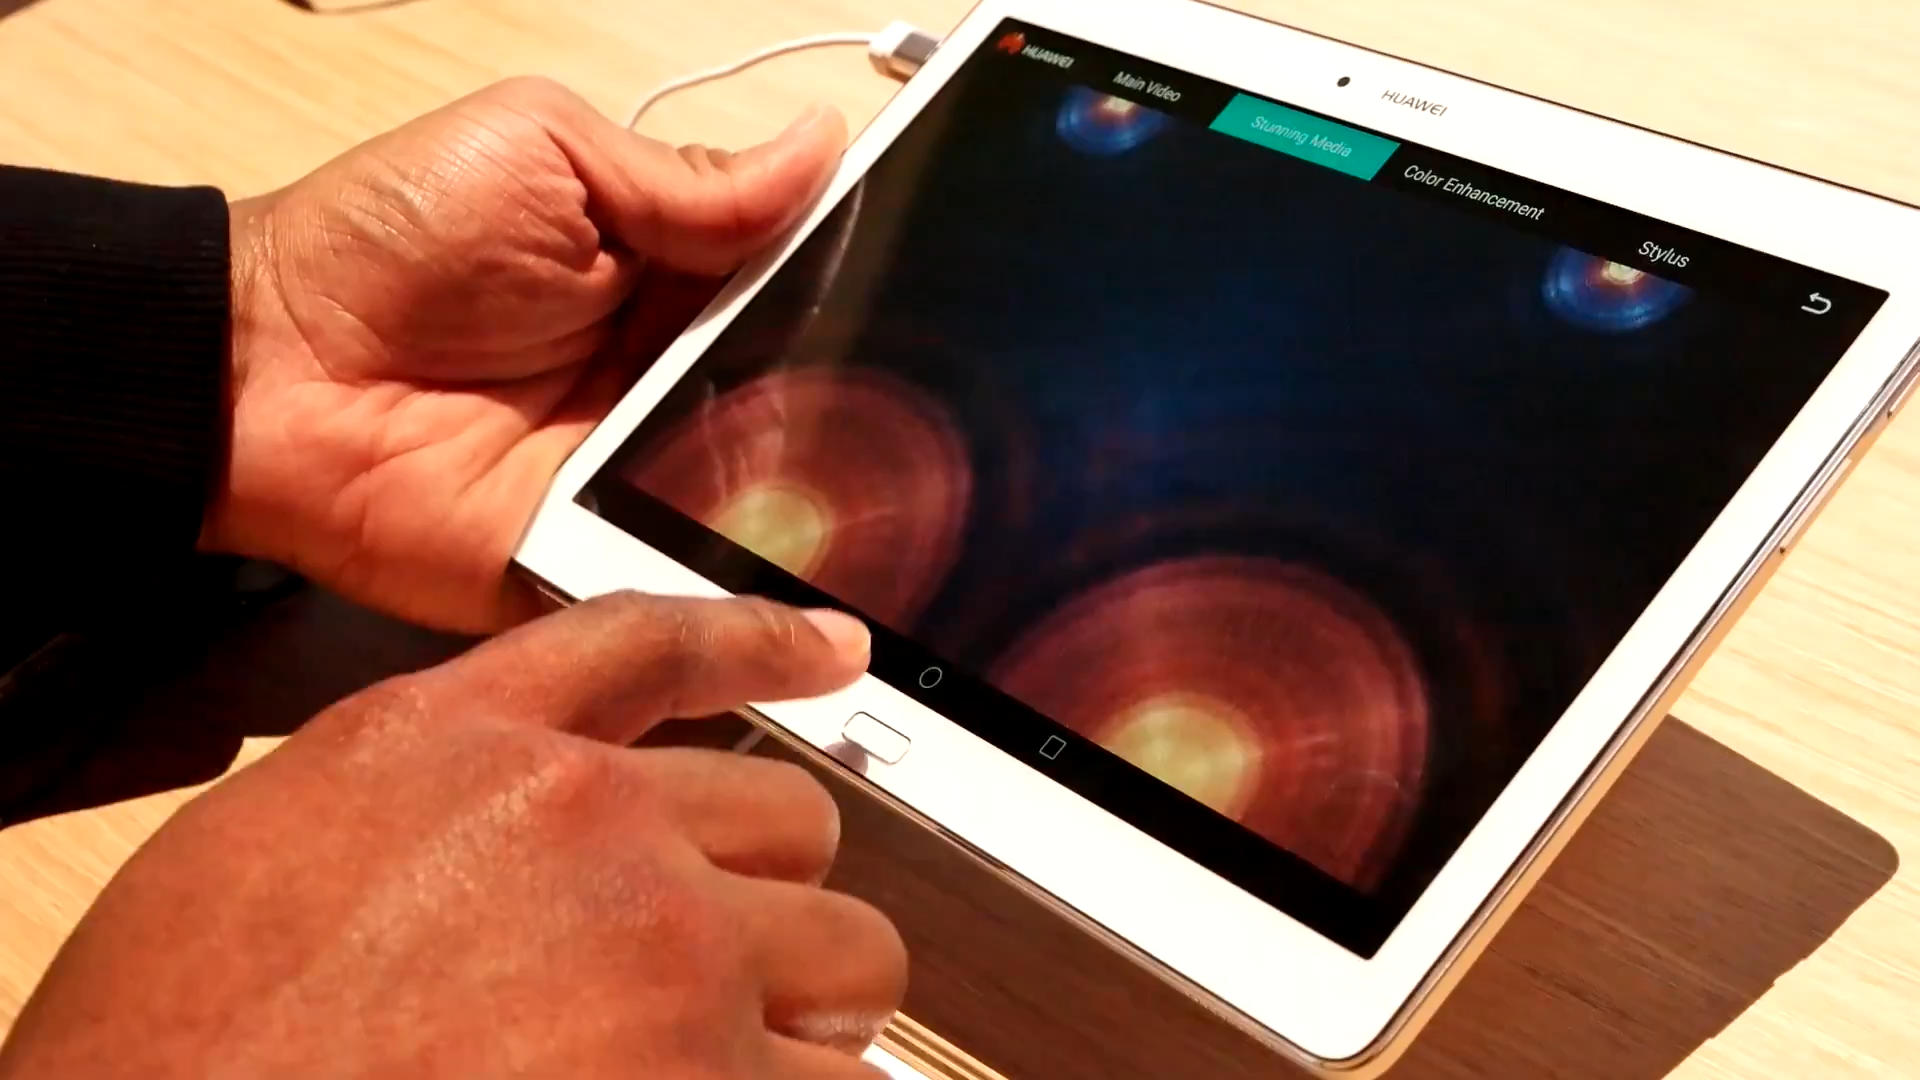 HUAWEI
HUAWEI
Main Video
Stunning Media
Color Enhancement
Stylus